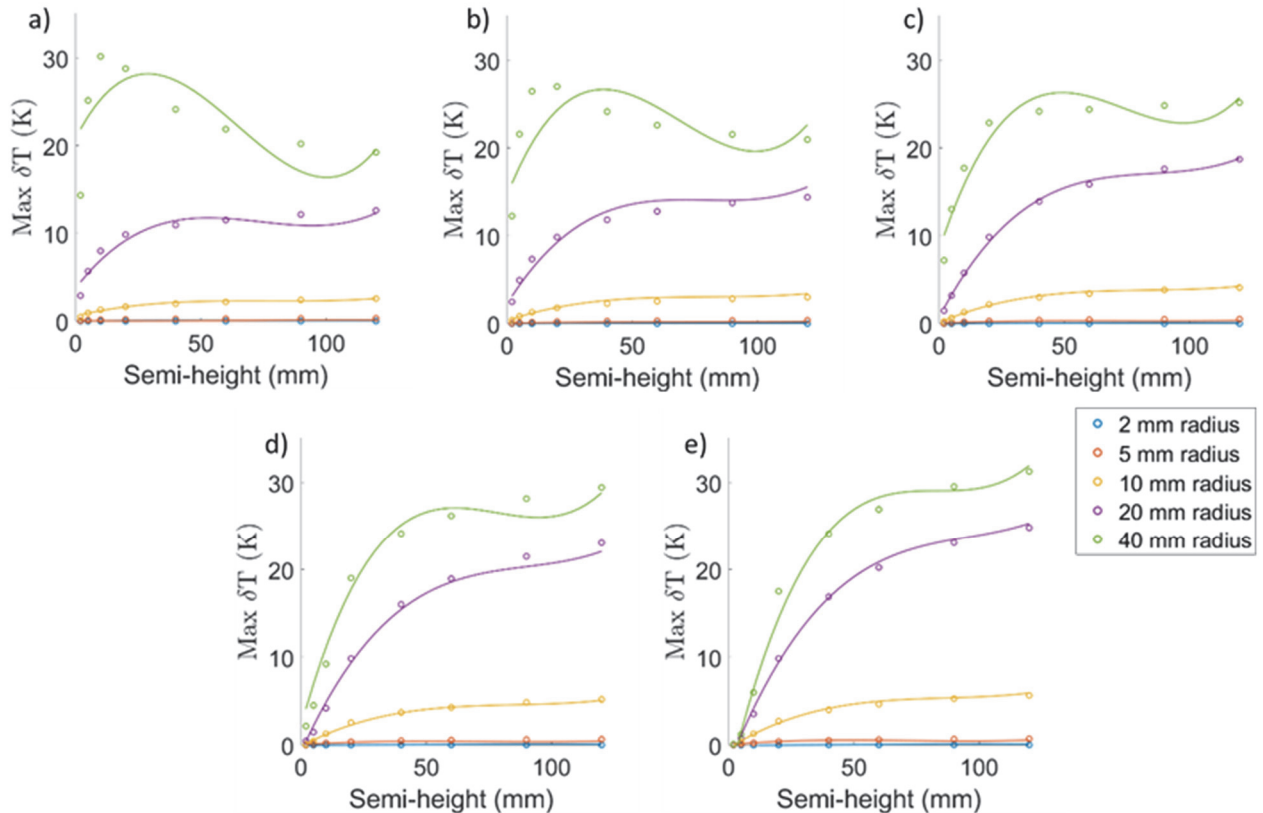 a)
Max δT (K)
30
20
10
0
0 50 100
Semi-height (mm)
b)
Max δT (K)
30
20
10
0
0 50 100
Semi-height (mm)
c)
Max δT (K)
30
20
10
0
0 50 100
Semi-height (mm)
d)
Max δT (K)
30
20
10
0
0 50 100
Semi-height (mm)
e)
Max δT (K)
30
20
10
0
0 50 100
Semi-height (mm)
2 mm radius
5 mm radius
10 mm radius
20 mm radius
40 mm radius